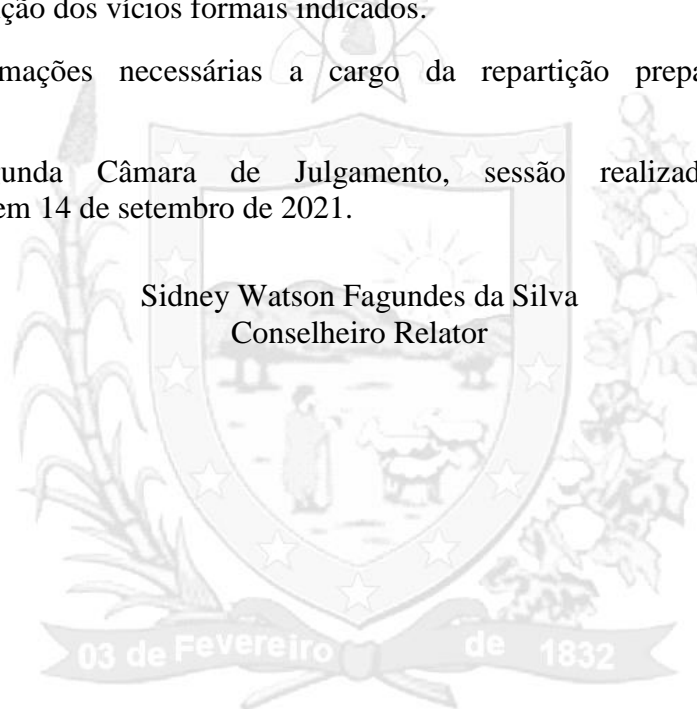 ção dos vícios formais indicados.
mações necessárias a cargo da repartição prepa
unda Câmara de Julgamento, sessão realizad
em 14 de setembro de 2021.
Sidney Watson Fagundes da Silva
Conselheiro Relator
03 de Fevereiro de 1832